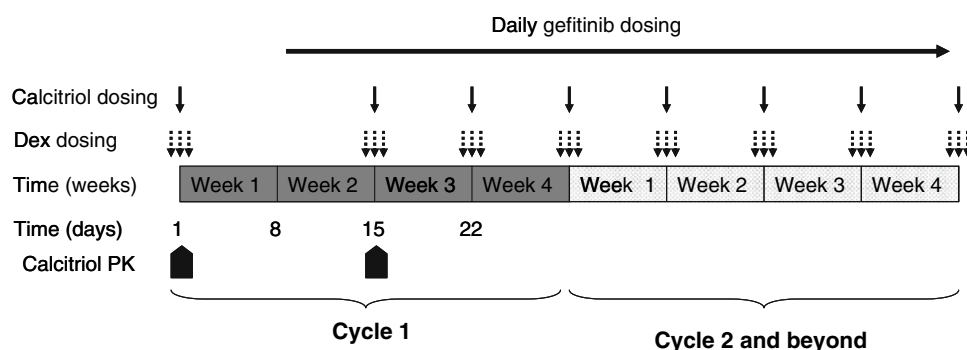 Daily gefitinib dosing
Calcitriol dosing
Dex dosing
Time (weeks) Week 1 Week 2 Week 3 Week 4 Week 1 Week 2 Week 3 Week 4
Time (days) 1 8 15 22
Calcitriol PK
Cycle 1 Cycle 2 and beyond